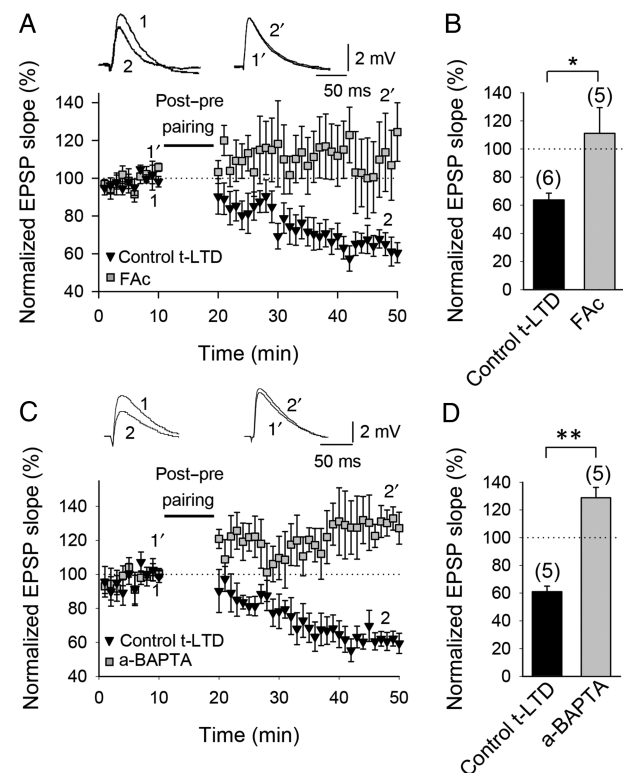 A
1
2
1′
2′
2 mV
50 ms
Normalized EPSP slope (%)
140
120
100
80
60
40
Post–pre
pairing
1′
1
2′
2
Control t-LTD
FAc
0 10 20 30 40 50
Time (min)
B
*
Normalized EPSP slope (%)
140
120
100
80
60
40
20
0
(6)
(5)
Control t-LTD
FAc
C
1
2
1′
2′
2 mV
50 ms
Normalized EPSP slope (%)
140
120
100
80
60
40
Post–pre
pairing
1′
1
2′
2
Control t-LTD
a-BAPTA
0 10 20 30 40 50
Time (min)
D
**
Normalized EPSP slope (%)
140
120
100
80
60
40
20
0
(5)
(5)
Control t-LTD
a-BAPTA